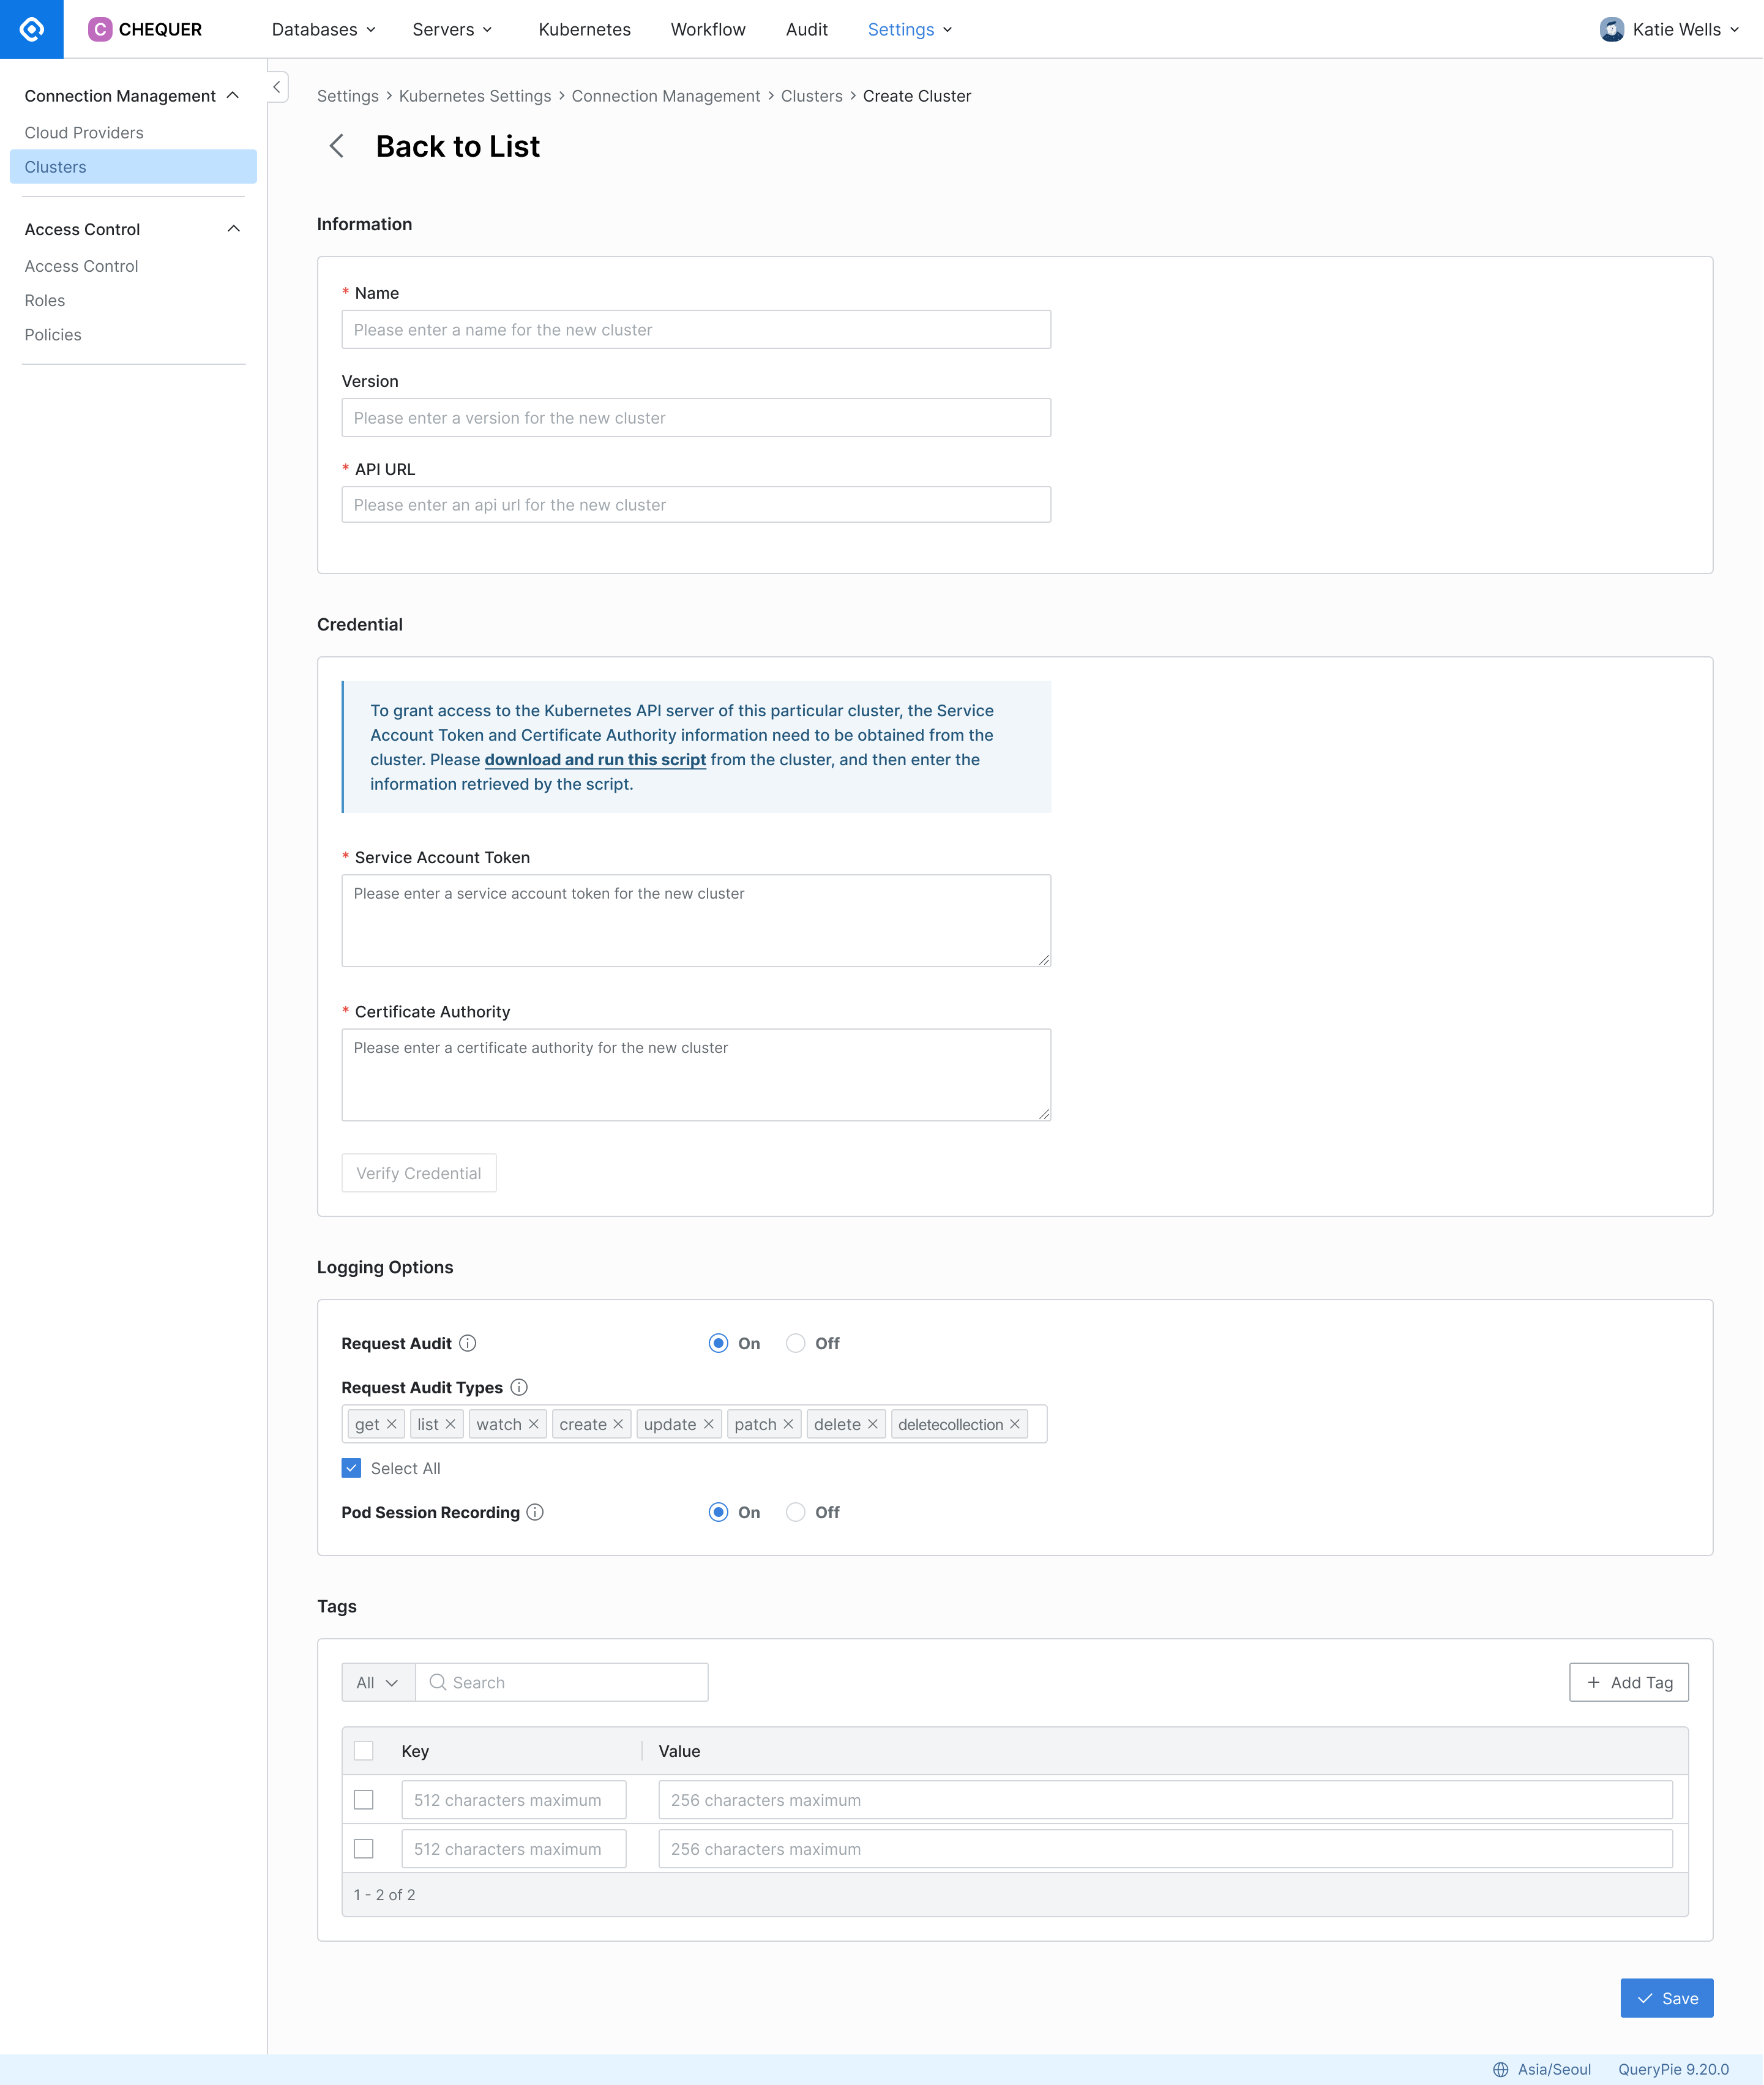 C CHEQUER Databases Servers Kubernetes Workflow Audit Settings Katie Wells
Connection Management
Cloud Providers
Clusters
Access Control
Access Control
Roles
Policies
Settings > Kubernetes Settings > Connection Management > Clusters > Create Cluster
Back to List
Information
* Name
Please enter a name for the new cluster
Version
Please enter a version for the new cluster
* API URL
Please enter an api url for the new cluster
Credential
To grant access to the Kubernetes API server of this particular cluster, the Service
Account Token and Certificate Authority information need to be obtained from the
cluster. Please download and run this script from the cluster, and then enter the
information retrieved by the script.
* Service Account Token
Please enter a service account token for the new cluster
* Certificate Authority
Please enter a certificate authority for the new cluster
Verify Credential
Logging Options
Request Audit On Off
Request Audit Types
get list watch create update patch delete deletecollection
Select All
Pod Session Recording On Off
Tags
All Search + Add Tag
Key Value
512 characters maximum 256 characters maximum
512 characters maximum 256 characters maximum
1 - 2 of 2
Save
Asia/Seoul QueryPie 9.20.0